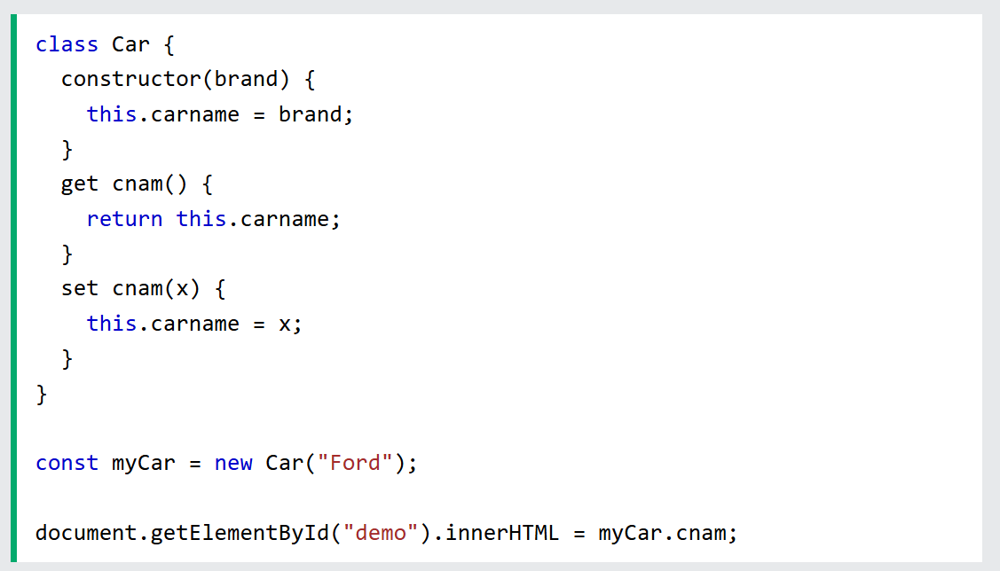 class Car {
  constructor(brand) {
    this.carname = brand;
  }
  get cnam() {
    return this.carname;
  }
  set cnam(x) {
    this.carname = x;
  }
}

const myCar = new Car("Ford");

document.getElementById("demo").innerHTML = myCar.cnam;